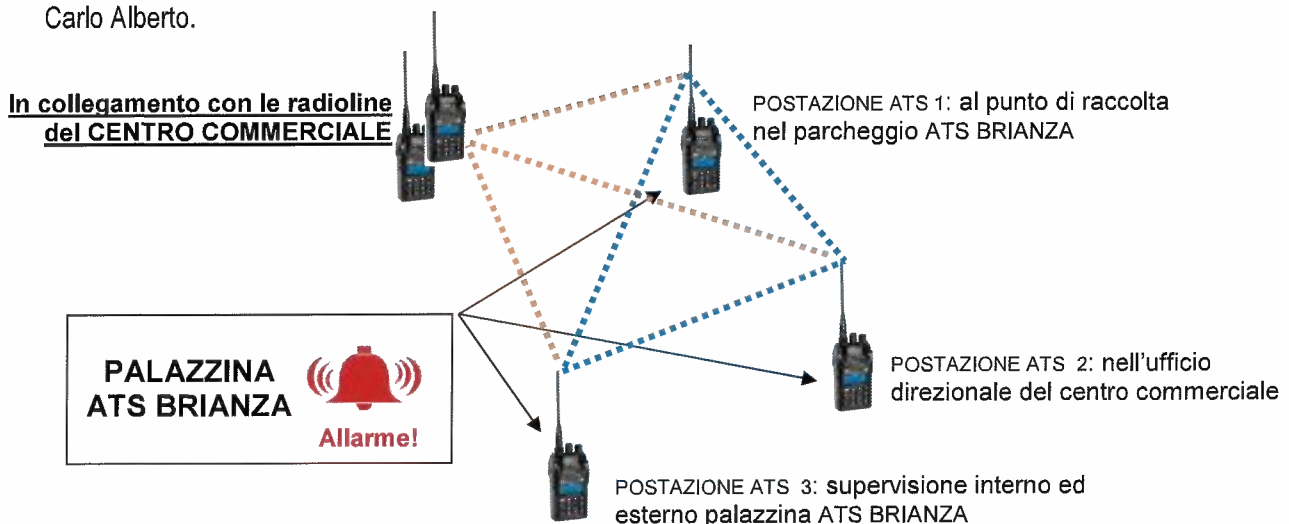 Carlo Alberto.
In collegamento con le radioline
del CENTRO COMMERCIALE
POSTAZIONE ATS 1: al punto di raccolta
nel parcheggio ATS BRIANZA
PALAZZINA
ATS BRIANZA
Allarme!
POSTAZIONE ATS 2: nell'ufficio
direzionale del centro commerciale
POSTAZIONE ATS 3: supervisione interno ed
esterno palazzina ATS BRIANZA